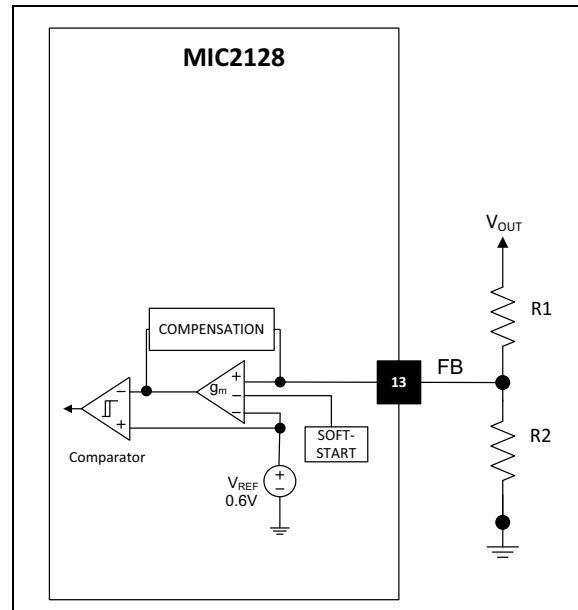 MIC2128
V_OUT
R1
COMPENSATION
+
g_m
−
−
13
FB
−
+
Comparator
SOFT-
START
R2
V_REF
0.6V
+
−